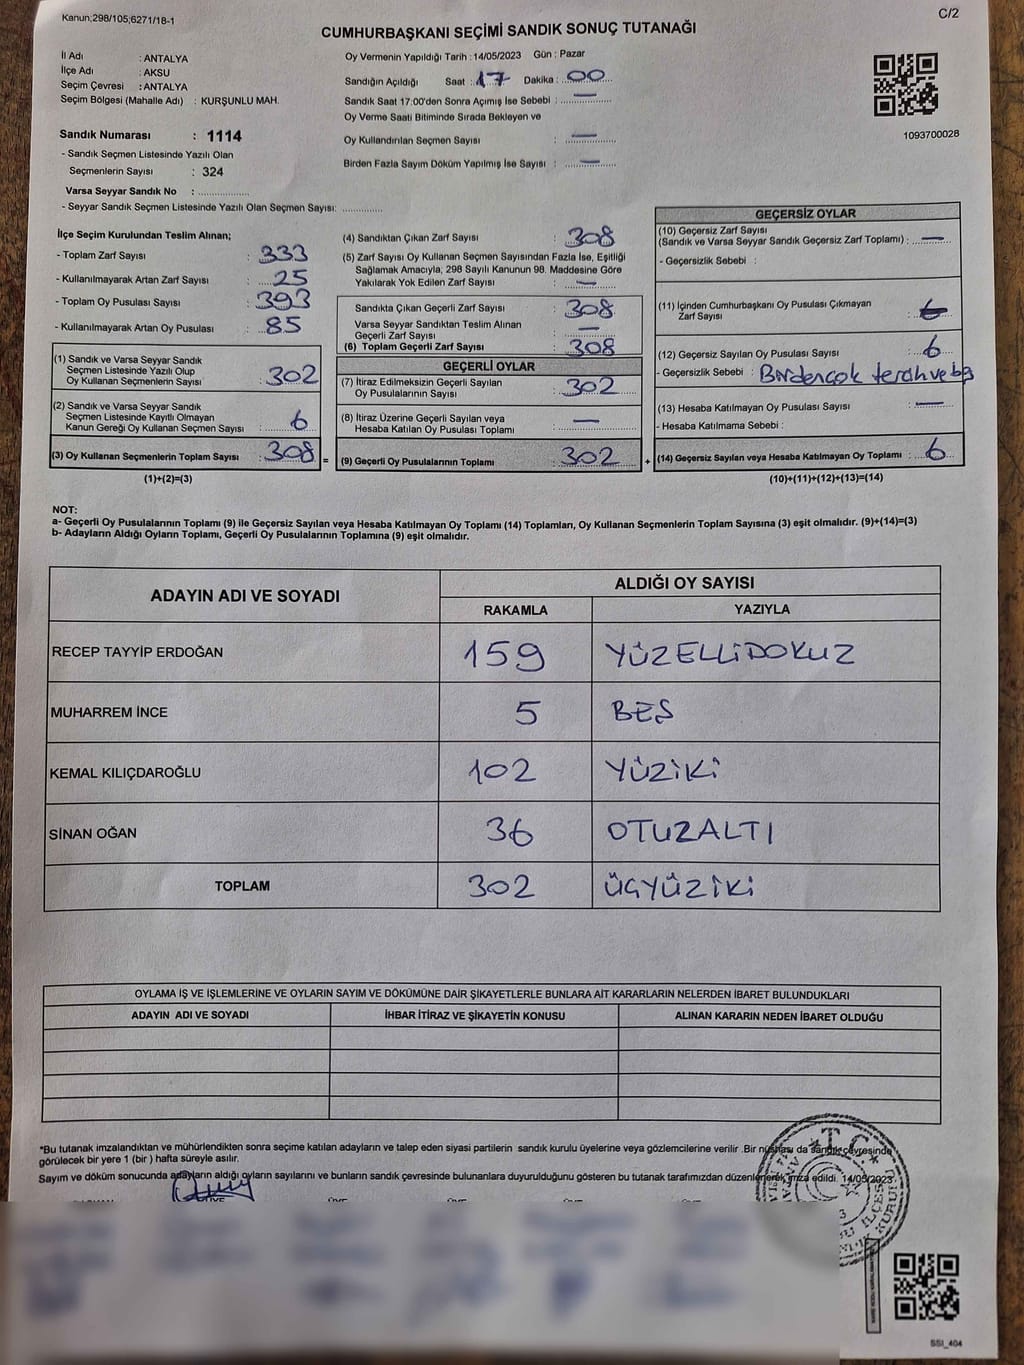 Kanun;298/105;6271/18-1
C/2
CUMHURBAŞKANI SEÇİMİ SANDIK SONUÇ TUTANAĞI
İl Adı : ANTALYA
İlçe Adı : AKSU
Seçim Çevresi : ANTALYA
Seçim Bölgesi (Mahalle Adı) : KURŞUNLU MAH.
Sandık Numarası : 1114
- Sandık Seçmen Listesinde Yazılı Olan
Seçmenlerin Sayısı : 324
Varsa Seyyar Sandık No : ..............
- Seyyar Sandık Seçmen Listesinde Yazılı Olan Seçmen Sayısı: ............
Oy Vermenin Yapıldığı Tarih : 14/05/2023 Gün : Pazar
Sandığın Açıldığı Saat : 17 Dakika : 00
Sandık Saat 17.00'den Sonra Açımış İse Sebebi : —
Oy Verme Saati Bitiminde Sırada Bekleyen ve
Oy Kullandırılan Seçmen Sayısı : —
Birden Fazla Sayım Döküm Yapılmış İse Sayısı : —
1093700028
İlçe Seçim Kurulundan Teslim Alınan;
- Toplam Zarf Sayısı : 333
- Kullanılmayarak Artan Zarf Sayısı : 25
- Toplam Oy Pusulası Sayısı : 393
- Kullanılmayarak Artan Oy Pusulası : 85
(1) Sandık ve Varsa Seyyar Sandık
Seçmen Listesinde Yazılı Olup
Oy Kullanan Seçmenlerin Sayısı : 302
(2) Sandık ve Varsa Seyyar Sandık
Seçmen Listesinde Kayıtlı Olmayan
Kanun Gereği Oy Kullanan Seçmen Sayısı : 6
(3) Oy Kullanan Seçmenlerin Toplam Sayısı : 308 =
(1)+(2)=(3)
(4) Sandıktan Çıkan Zarf Sayısı : 308
(5) Zarf Sayısı Oy Kullanan Seçmen Sayısından Fazla İse, Eşitliği
Sağlamak Amacıyla; 298 Sayılı Kanunun 98. Maddesine Göre
Yakılarak Yok Edilen Zarf Sayısı : —
Sandıkta Çıkan Geçerli Zarf Sayısı : 308
Varsa Seyyar Sandıktan Teslim Alınan
Geçerli Zarf Sayısı : —
(6) Toplam Geçerli Zarf Sayısı : 308
GEÇERLİ OYLAR
(7) İtiraz Edilmeksizin Geçerli Sayılan
Oy Pusulalarının Sayısı : 302
(8) İtiraz Üzerine Geçerli Sayılan veya
Hesaba Katılan Oy Pusulası Toplamı : —
(9) Geçerli Oy Pusulalarının Toplamı : 302 +
GEÇERSİZ OYLAR
(10) Geçersiz Zarf Sayısı
(Sandık ve Varsa Seyyar Sandık Geçersiz Zarf Toplamı) : —
- Geçersizlik Sebebi :
(11) İçinden Cumhurbaşkanı Oy Pusulası Çıkmayan
Zarf Sayısı :
(12) Geçersiz Sayılan Oy Pusulası Sayısı : 6
- Geçersizlik Sebebi : Birdençok tercih
(13) Hesaba Katılmayan Oy Pusulası Sayısı : —
- Hesaba Katılmama Sebebi :
(14) Geçersiz Sayılan veya Hesaba Katılmayan Oy Toplamı : 6
(10)+(11)+(12)+(13)=(14)
NOT:
a- Geçerli Oy Pusulalarının Toplamı (9) ile Geçersiz Sayılan veya Hesaba Katılmayan Oy Toplamı (14) Toplamları, Oy Kullanan Seçmenlerin Toplam Sayısına (3) eşit olmalıdır. (9)+(14)=(3)
b- Adayların Aldığı Oyların Toplamı, Geçerli Oy Pusulalarının Toplamına (9) eşit olmalıdır.
ADAYIN ADI VE SOYADI ALDIĞI OY SAYISI
RAKAMLA YAZIYLA
RECEP TAYYİP ERDOĞAN 159 YÜZELLİDOKUZ
MUHARREM İNCE 5 BEŞ
KEMAL KILIÇDAROĞLU 102 YÜZİKİ
SİNAN OĞAN 36 OTUZALTI
TOPLAM 302 ÜÇYÜZİKİ
OYLAMA İŞ VE İŞLEMLERİNE VE OYLARIN SAYIM VE DÖKÜMÜNE DAİR ŞİKAYETLERLE BUNLARA AİT KARARLARIN NELERDEN İBARET BULUNDUKLARI
ADAYIN ADI VE SOYADI İHBAR İTİRAZ VE ŞİKAYETİN KONUSU ALINAN KARARIN NEDEN İBARET OLDUĞU
*Bu tutanak imzalandıktan ve mühürlendikten sonra seçime katılan adayların ve talep eden siyasi partilerin sandık kurulu üyelerine veya gözlemcilerine verilir .Bir nüshası da sandık çevresinde
görülecek bir yere 1 (bir ) hafta süreyle asılır.
Sayım ve döküm sonucunda adayların aldığı oyların sayılarını ve bunların sandık çevresinde bulunanlara duyurulduğunu gösteren bu tutanak tarafımızdan düzenlenerek imza edildi. 14/05/2023
T.C.
SSI_404